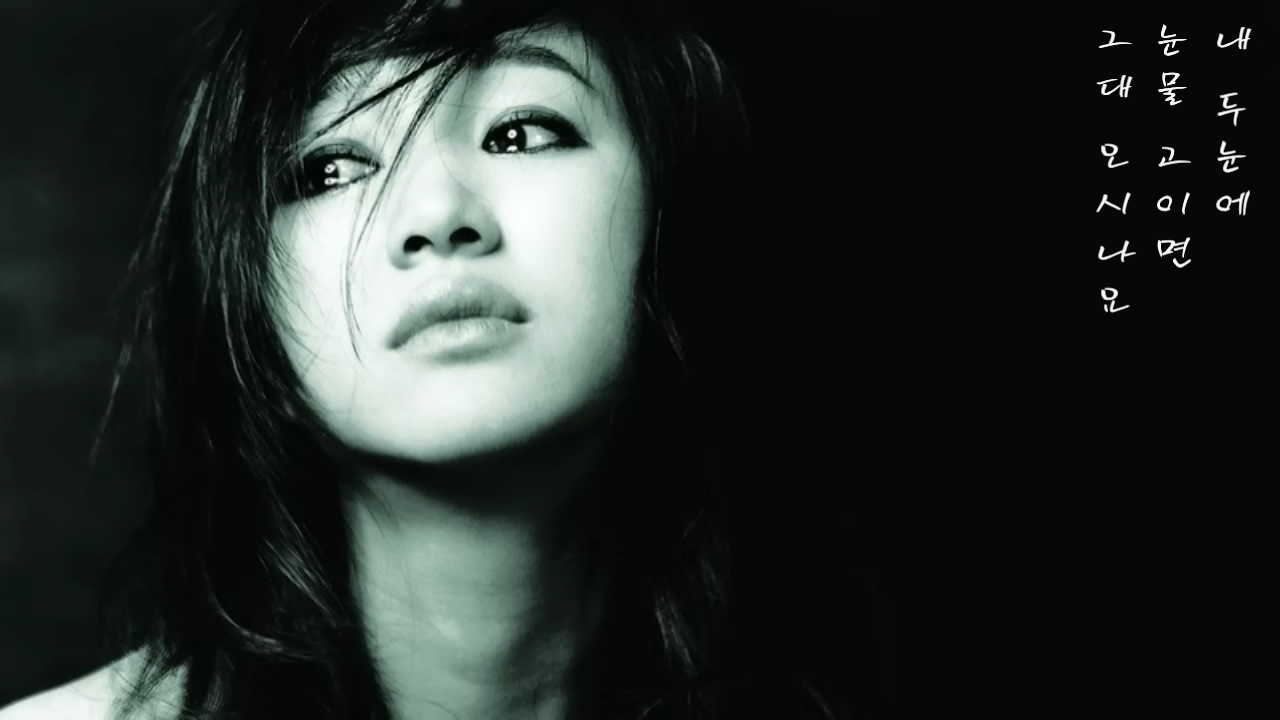 내 두눈에
눈물 고이면
그대 오시나요